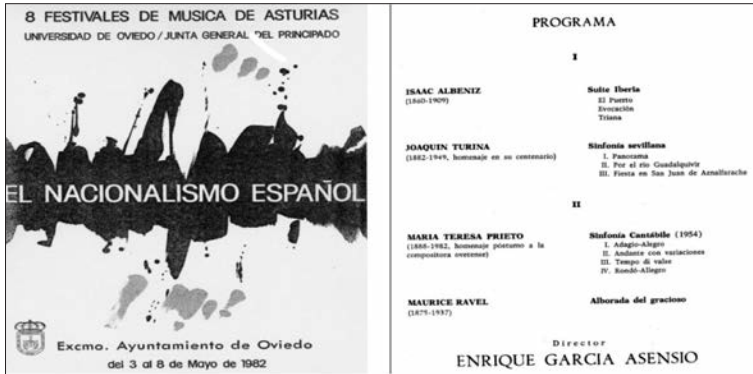 8 FESTIVALES DE MUSICA DE ASTURIAS
UNIVERSIDAD DE OVIEDO / JUNTA GENERAL DEL PRINCIPADO
EL NACIONALISMO ESPAÑOL
Excmo. Ayuntamiento de Oviedo
del 3 al 8 de Mayo de 1982
PROGRAMA
I
ISAAC ALBENIZ
(1860-1909)
Suite Iberia
El Puerto
Evocación
Triana
JOAQUIN TURINA
(1882-1949, homenaje en su centenario)
Sinfonía sevillana
I. Panorama
II. Por el río Guadalquivir
III. Fiesta en San Juan de Aznalfarache
II
MARIA TERESA PRIETO
(1888-1982, homenaje póstumo a la
compositora ovetense)
Sinfonía Cantábile (1954)
I. Adagio-Alegro
II. Andante con variaciones
III. Tempo di valse
IV. Rondó-Allegro
MAURICE RAVEL
(1875-1937)
Alborada del gracioso
Director
ENRIQUE GARCIA ASENSIO